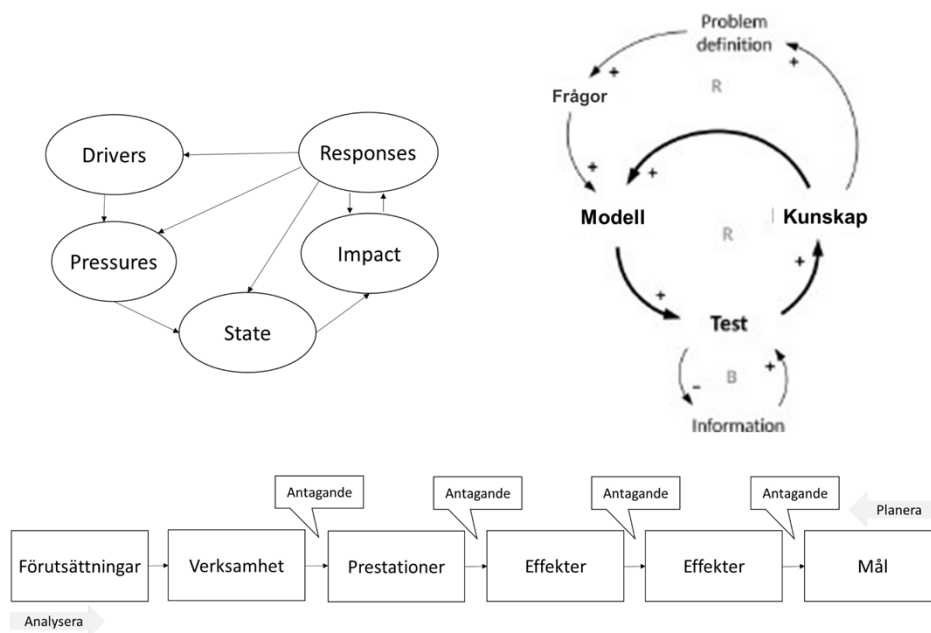 Drivers
Responses
Pressures
Impact
State
Problem
definition
+
+
R
Frågor
+
+
Modell
R
Kunskap
+
+
Test
B
+
-
Information
Antagande
Antagande
Antagande
Antagande
Planera
Förutsättningar
Verksamhet
Prestationer
Effekter
Effekter
Mål
Analysera